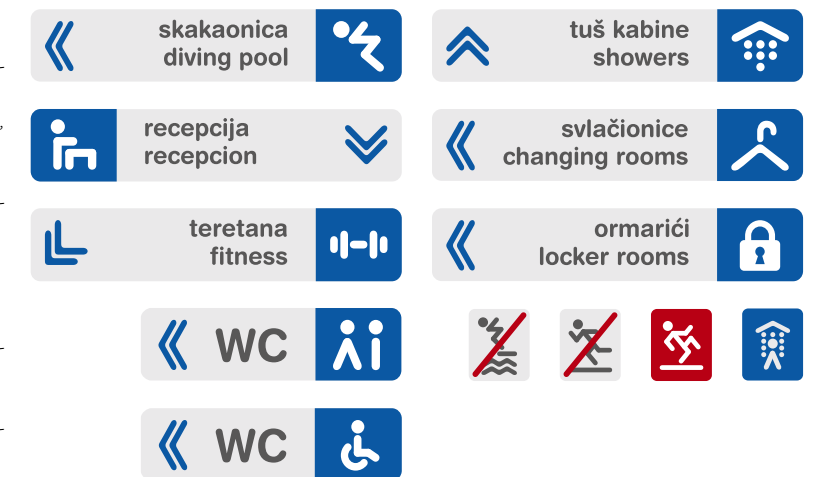 skakaonica
diving pool
recepcija
recepcion
teretana
fitness
WC
WC
tuš kabine
showers
svlačionice
changing rooms
ormarići
locker rooms